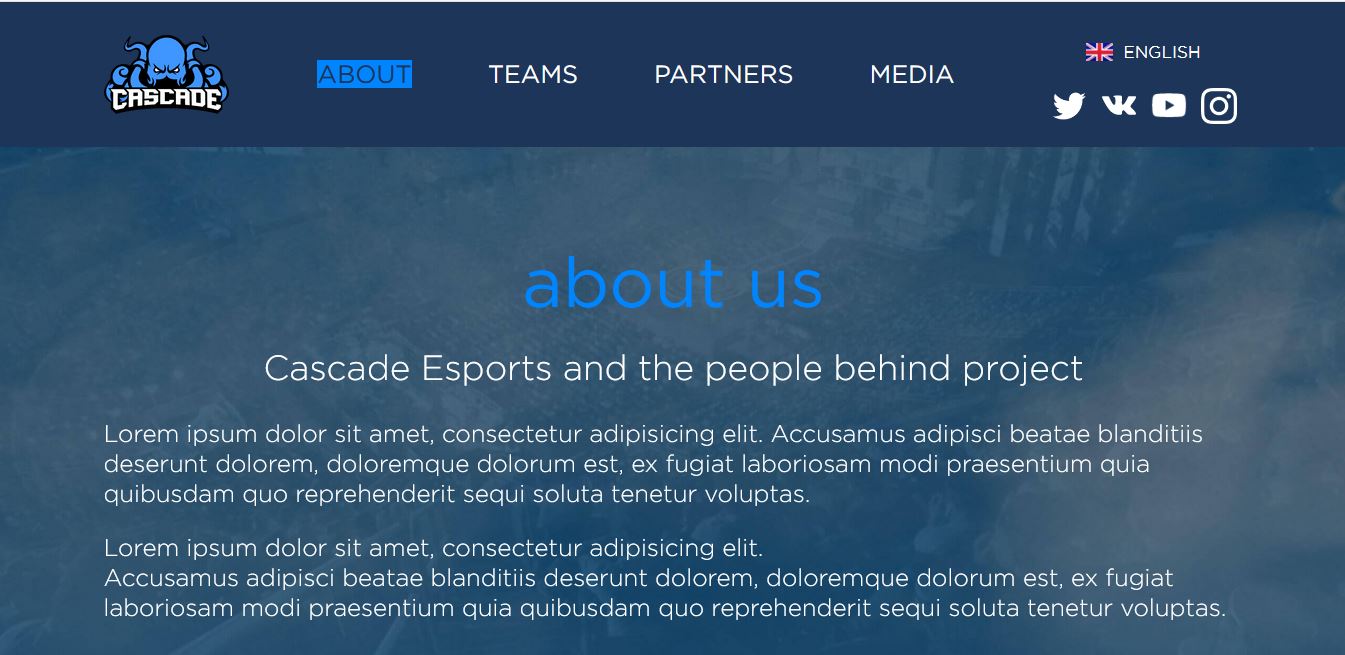 CASCADE
ABOUT
TEAMS
PARTNERS
MEDIA
ENGLISH
about us
Cascade Esports and the people behind project
Lorem ipsum dolor sit amet, consectetur adipisicing elit. Accusamus adipisci beatae blanditiis
deserunt dolorem, doloremque dolorum est, ex fugiat laboriosam modi praesentium quia
quibusdam quo reprehenderit sequi soluta tenetur voluptas.
Lorem ipsum dolor sit amet, consectetur adipisicing elit.
Accusamus adipisci beatae blanditiis deserunt dolorem, doloremque dolorum est, ex fugiat
laboriosam modi praesentium quia quibusdam quo reprehenderit sequi soluta tenetur voluptas.